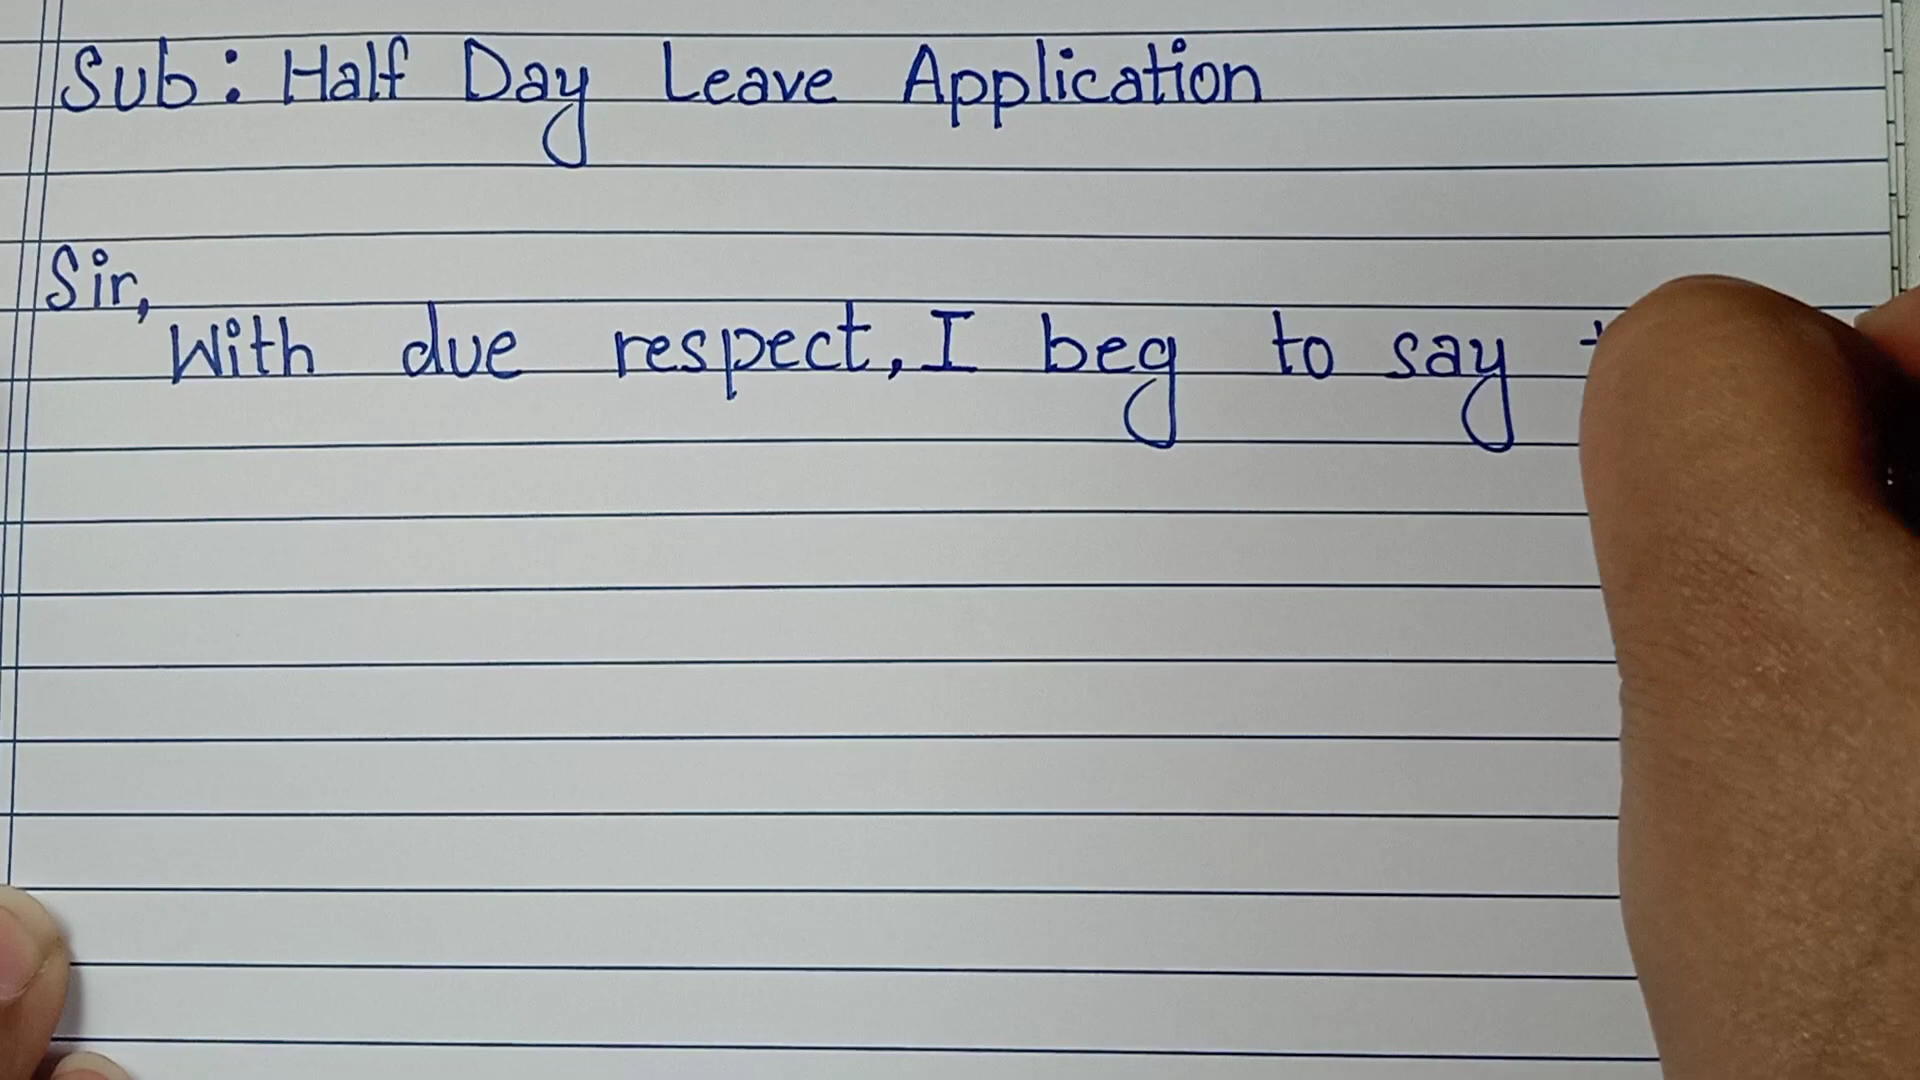 Sub: Half Day Leave Application
Sir,
With due respect, I beg to say